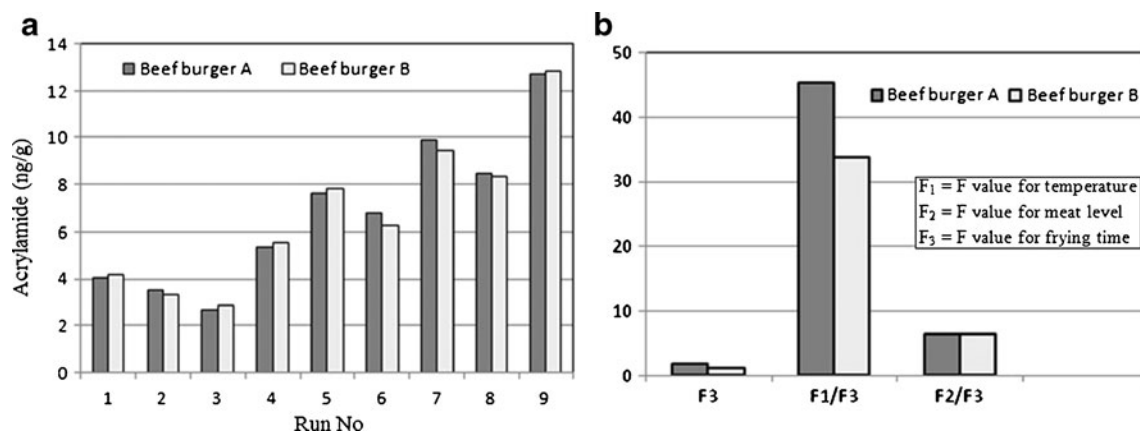 a
14
12
10
8
6
4
2
0
Acrylamide (ng/g)
Beef burger A
Beef burger B
1 2 3 4 5 6 7 8 9
Run No
b
50
40
30
20
10
0
Beef burger A
Beef burger B
F₁ = F value for temperature
F₂ = F value for meat level
F₃ = F value for frying time
F3 F1/F3 F2/F3